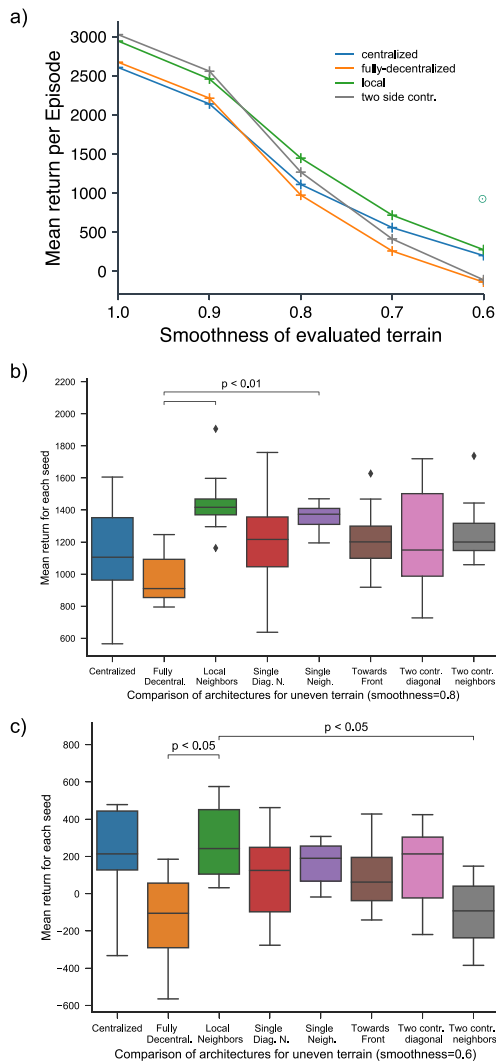 a)
3000
2500
2000
1500
1000
500
0
Mean return per Episode
centralized
fully-decentralized
local
two side contr.
1.0 0.9 0.8 0.7 0.6
Smoothness of evaluated terrain
b)
2200
2000
1800
1600
1400
1200
1000
800
600
Mean return for each seed
p < 0.01
Centralized Fully Local Single Single Towards Two contr. Two contr.
Decentral. Neighbors Diag. N. Neigh. Front diagonal neighbors
Comparison of architectures for uneven terrain (smoothness=0.8)
c)
800
600
400
200
0
−200
−400
−600
Mean return for each seed
p < 0.05
p < 0.05
Centralized Fully Local Single Single Towards Two contr. Two contr.
Decentral. Neighbors Diag. N. Neigh. Front diagonal neighbors
Comparison of architectures for uneven terrain (smoothness=0.6)